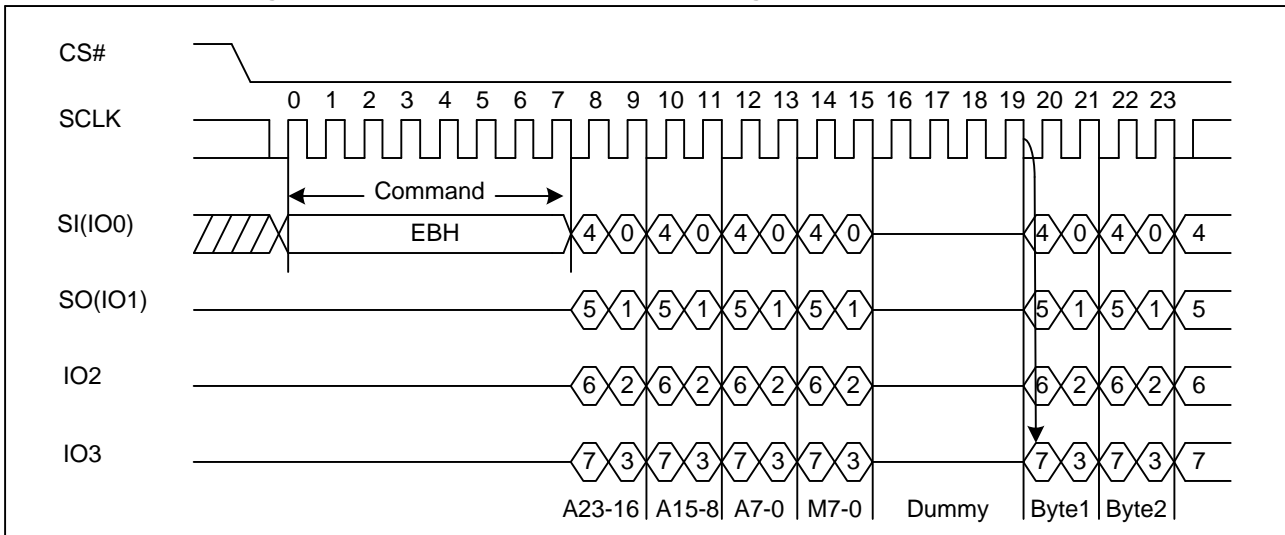 CS#
0 1 2 3 4 5 6 7 8 9 10 11 12 13 14 15 16 17 18 19 20 21 22 23
SCLK
Command
SI(IO0) EBH 4 0 4 0 4 0 4 0 4 0 4 0 4
SO(IO1) 5 1 5 1 5 1 5 1 5 1 5 1 5
IO2 6 2 6 2 6 2 6 2 6 2 6 2 6
IO3 7 3 7 3 7 3 7 3 7 3 7 3 7
A23-16 A15-8 A7-0 M7-0 Dummy Byte1 Byte2